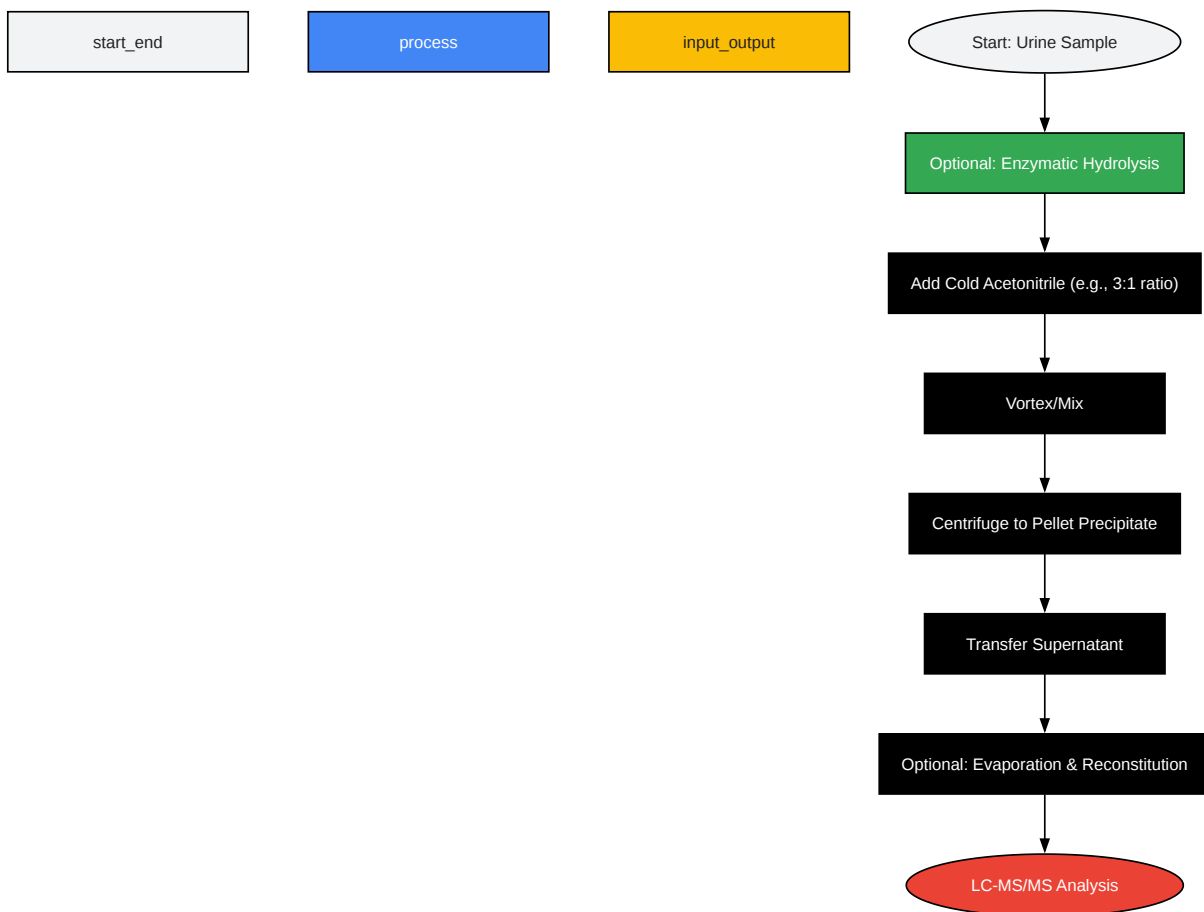 start_end
process
input_output
Start: Urine Sample
Optional: Enzymatic Hydrolysis
Add Cold Acetonitrile (e.g., 3:1 ratio)
Vortex/Mix
Centrifuge to Pellet Precipitate
Transfer Supernatant
Optional: Evaporation & Reconstitution
LC-MS/MS Analysis